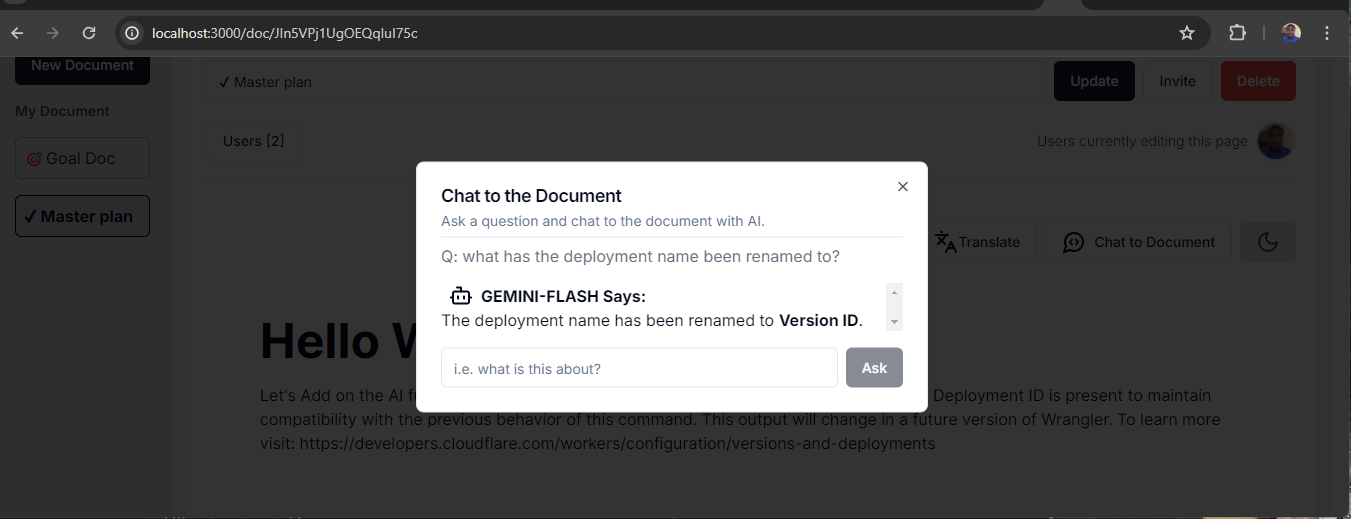 localhost:3000/doc/JIn5VPj1UgOEQqluI75c
New Document
✓ Master plan
Update
Invite
Delete
My Document
Users [2]
Users currently editing this page
🎯 Goal Doc
✓ Master plan
Chat to the Document
Ask a question and chat to the document with AI.
Q: what has the deployment name been renamed to?
GEMINI-FLASH Says:
The deployment name has been renamed to Version ID.
i.e. what is this about?
Ask
Translate
Chat to Document
Hello
Let's Add on the AI
Deployment ID is present to maintain
compatibility with the previous behavior of this command. This output will change in a future version of Wrangler. To learn more
visit: https://developers.cloudflare.com/workers/configuration/versions-and-deployments